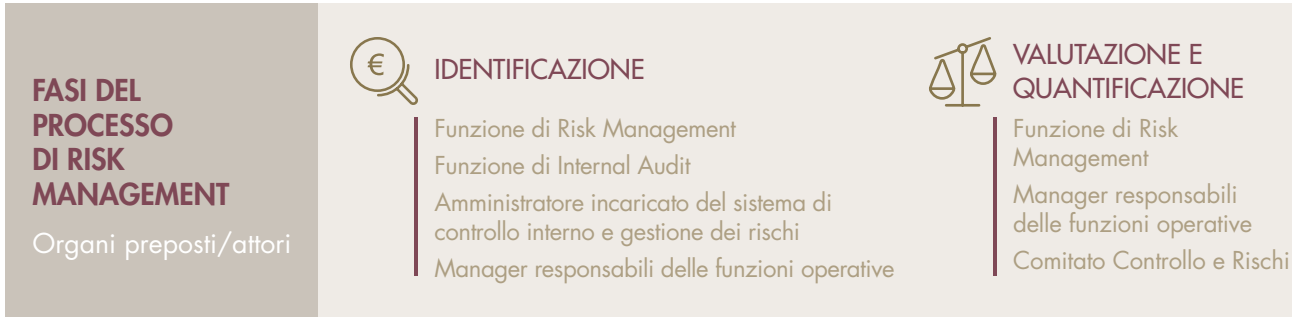 FASI DEL
PROCESSO
DI RISK
MANAGEMENT
Organi preposti/attori
€
IDENTIFICAZIONE
Funzione di Risk Management
Funzione di Internal Audit
Amministratore incaricato del sistema di
controllo interno e gestione dei rischi
Manager responsabili delle funzioni operative
VALUTAZIONE E
QUANTIFICAZIONE
Funzione di Risk
Management
Manager responsabili
delle funzioni operative
Comitato Controllo e Rischi